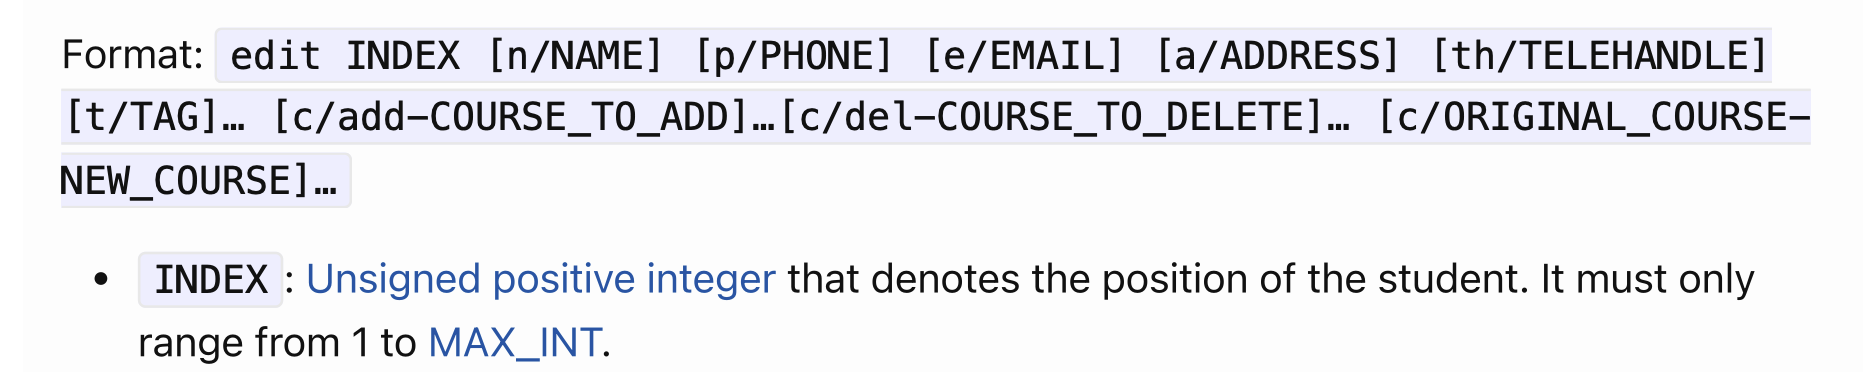 Format: edit INDEX [n/NAME] [p/PHONE] [e/EMAIL] [a/ADDRESS] [th/TELEHANDLE]
[t/TAG]… [c/add-COURSE_TO_ADD]…[c/del-COURSE_TO_DELETE]… [c/ORIGINAL_COURSE-
NEW_COURSE]…
• INDEX : Unsigned positive integer that denotes the position of the student. It must only
range from 1 to MAX_INT.